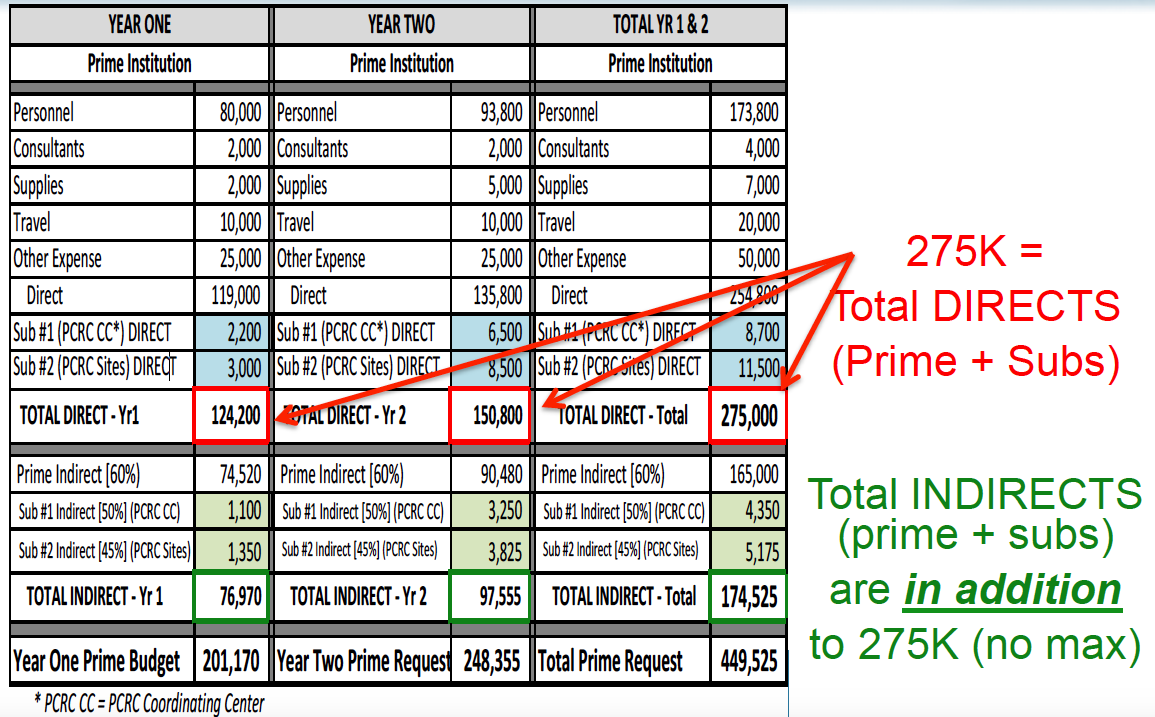 YEAR ONE YEAR TWO TOTAL YR 1 & 2
Prime Institution Prime Institution Prime Institution
Personnel 80,000 Personnel 93,800 Personnel 173,800
Consultants 2,000 Consultants 2,000 Consultants 4,000
Supplies 2,000 Supplies 5,000 Supplies 7,000
Travel 10,000 Travel 10,000 Travel 20,000
Other Expense 25,000 Other Expense 25,000 Other Expense 50,000
Direct 119,000 Direct 135,800 Direct 254,800
Sub #1 (PCRC CC*) DIRECT 2,200 Sub #1 (PCRC CC*) DIRECT 6,500 Sub #1 (PCRC CC*) DIRECT 8,700
Sub #2 (PCRC Sites) DIRECT 3,000 Sub #2 (PCRC Sites) DIRECT 8,500 Sub #2 (PCRC Sites) DIRECT 11,500
TOTAL DIRECT - Yr1 124,200 TOTAL DIRECT - Yr 2 150,800 TOTAL DIRECT - Total 275,000
Prime Indirect [60%) 74,520 Prime Indirect [60%) 90,480 Prime Indirect [60%) 165,000
Sub #1 Indirect [50%] (PCRC CC) 1,100 Sub #1 Indirect [50%] (PCRC CC) 3,250 Sub #1 Indirect [50%] (PCRC CC) 4,350
Sub #2 Indirect [45%] (PCRC Sites) 1,350 Sub #2 Indirect [45%] (PCRC Sites) 3,825 Sub #2 Indirect [45%] (PCRC Sites) 5,175
TOTAL INDIRECT - Yr 1 76,970 TOTAL INDIRECT - Yr 2 97,555 TOTAL INDIRECT - Total 174,525
Year One Prime Budget 201,170 Year Two Prime Request 248,355 Total Prime Request 449,525
* PCRC CC = PCRC Coordinating Center
275K =
Total DIRECTS
(Prime + Subs)
Total INDIRECTS
(prime + subs)
are in addition
to 275K (no max)